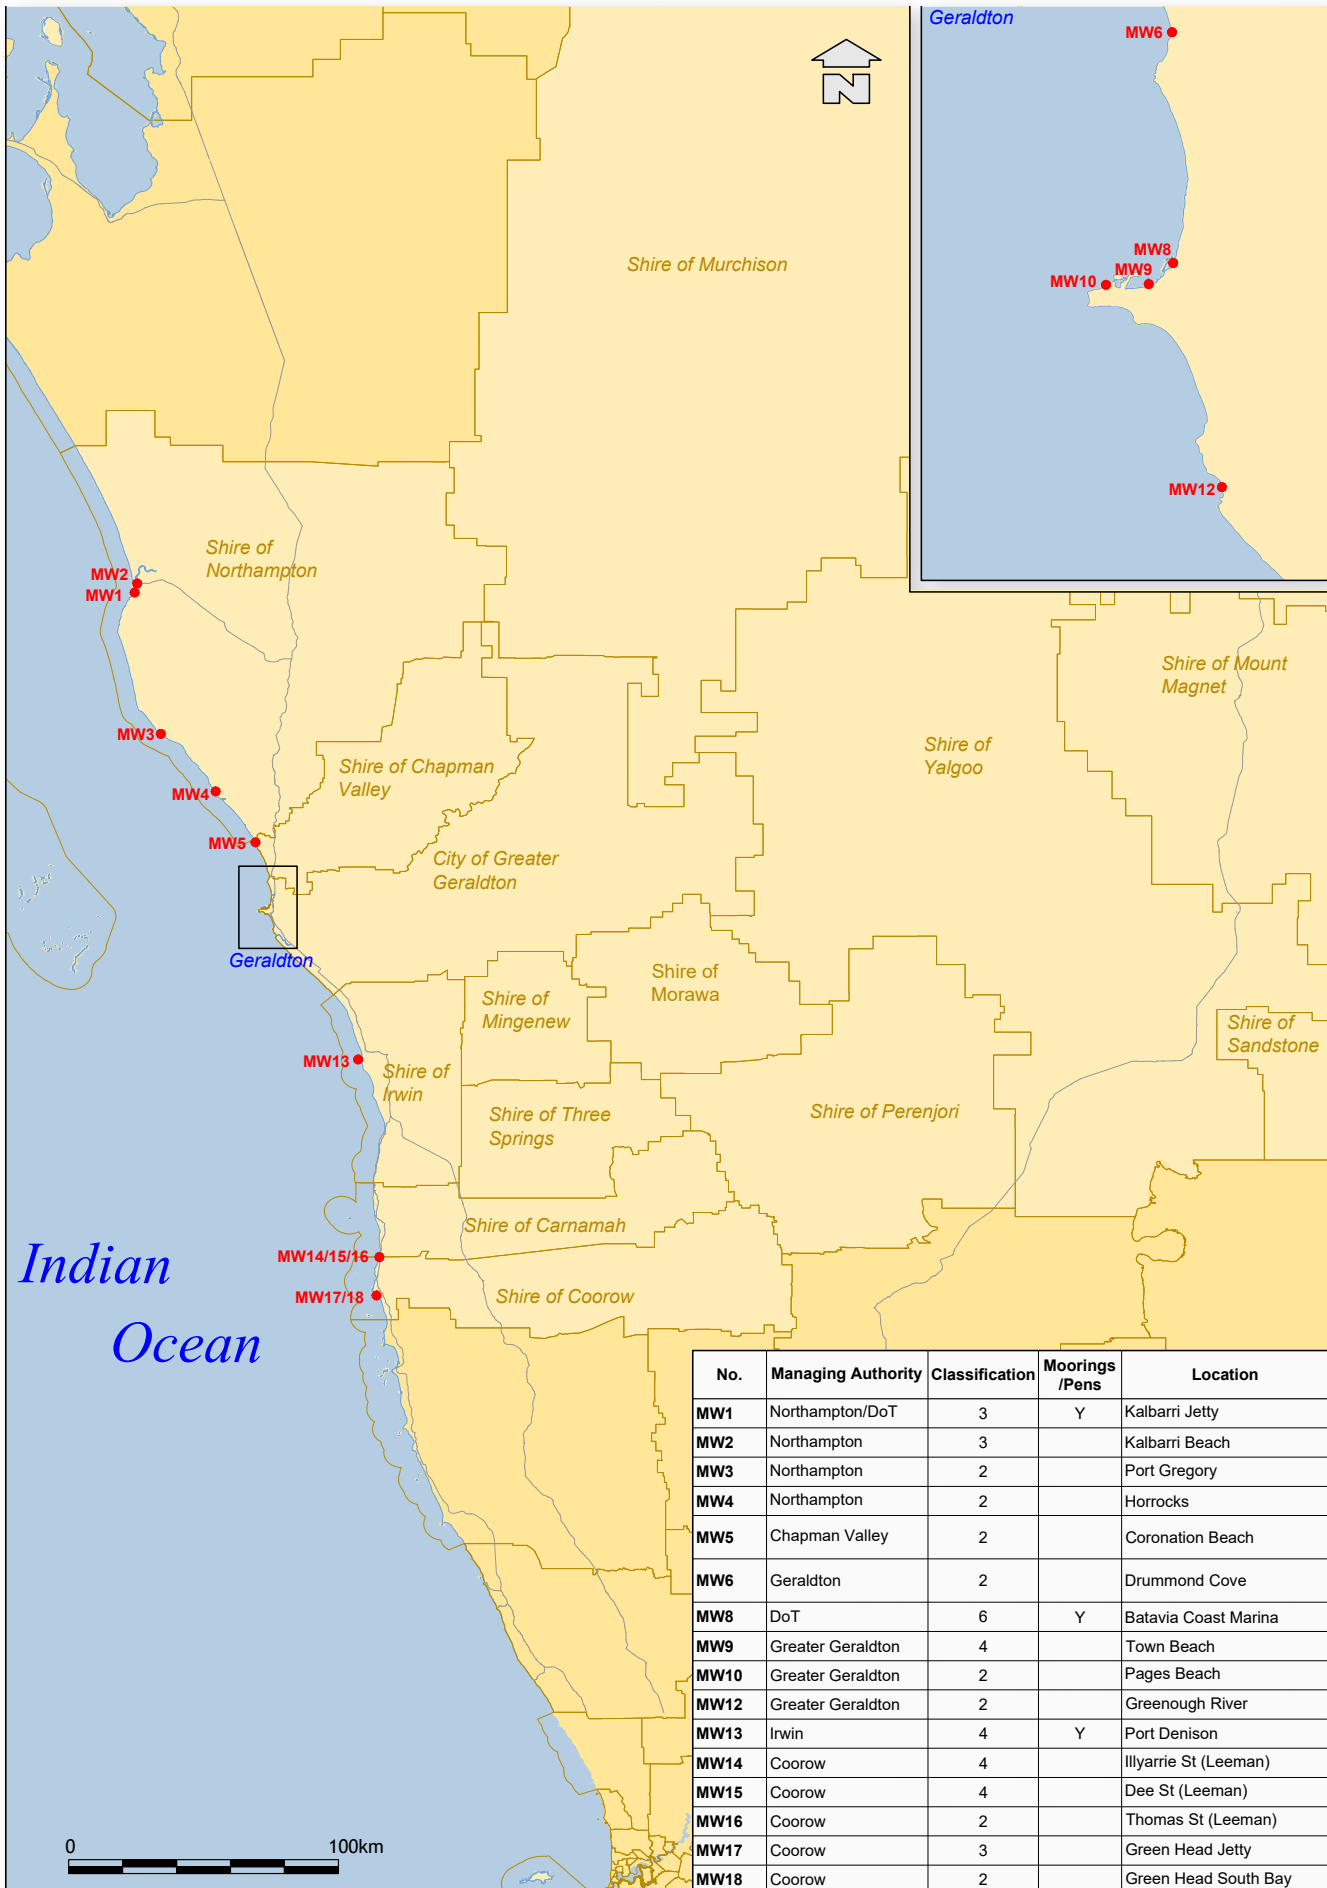 Geraldton
MW6
N
MW8
MW9
MW10
MW12
Shire of Murchison
Shire of
Northampton
MW2
MW1
MW3
MW4
MW5
Shire of Chapman
Valley
City of Greater
Geraldton
Shire of Mount
Magnet
Shire of
Yalgoo
Geraldton
Shire of
Mingenew
Shire of
Morawa
Shire of
Sandstone
MW13
Shire of
Irwin
Shire of Three
Springs
Shire of Perenjori
Shire of Carnamah
MW14/15/16
MW17/18
Shire of Coorow
Indian
Ocean
0 100km
No. Managing Authority Classification Moorings /Pens Location
MW1 Northampton/DoT 3 Y Kalbarri Jetty
MW2 Northampton 3 Kalbarri Beach
MW3 Northampton 2 Port Gregory
MW4 Northampton 2 Horrocks
MW5 Chapman Valley 2 Coronation Beach
MW6 Geraldton 2 Drummond Cove
MW8 DoT 6 Y Batavia Coast Marina
MW9 Greater Geraldton 4 Town Beach
MW10 Greater Geraldton 2 Pages Beach
MW12 Greater Geraldton 2 Greenough River
MW13 Irwin 4 Y Port Denison
MW14 Coorow 4 Illyarrie St (Leeman)
MW15 Coorow 4 Dee St (Leeman)
MW16 Coorow 2 Thomas St (Leeman)
MW17 Coorow 3 Green Head Jetty
MW18 Coorow 2 Green Head South Bay